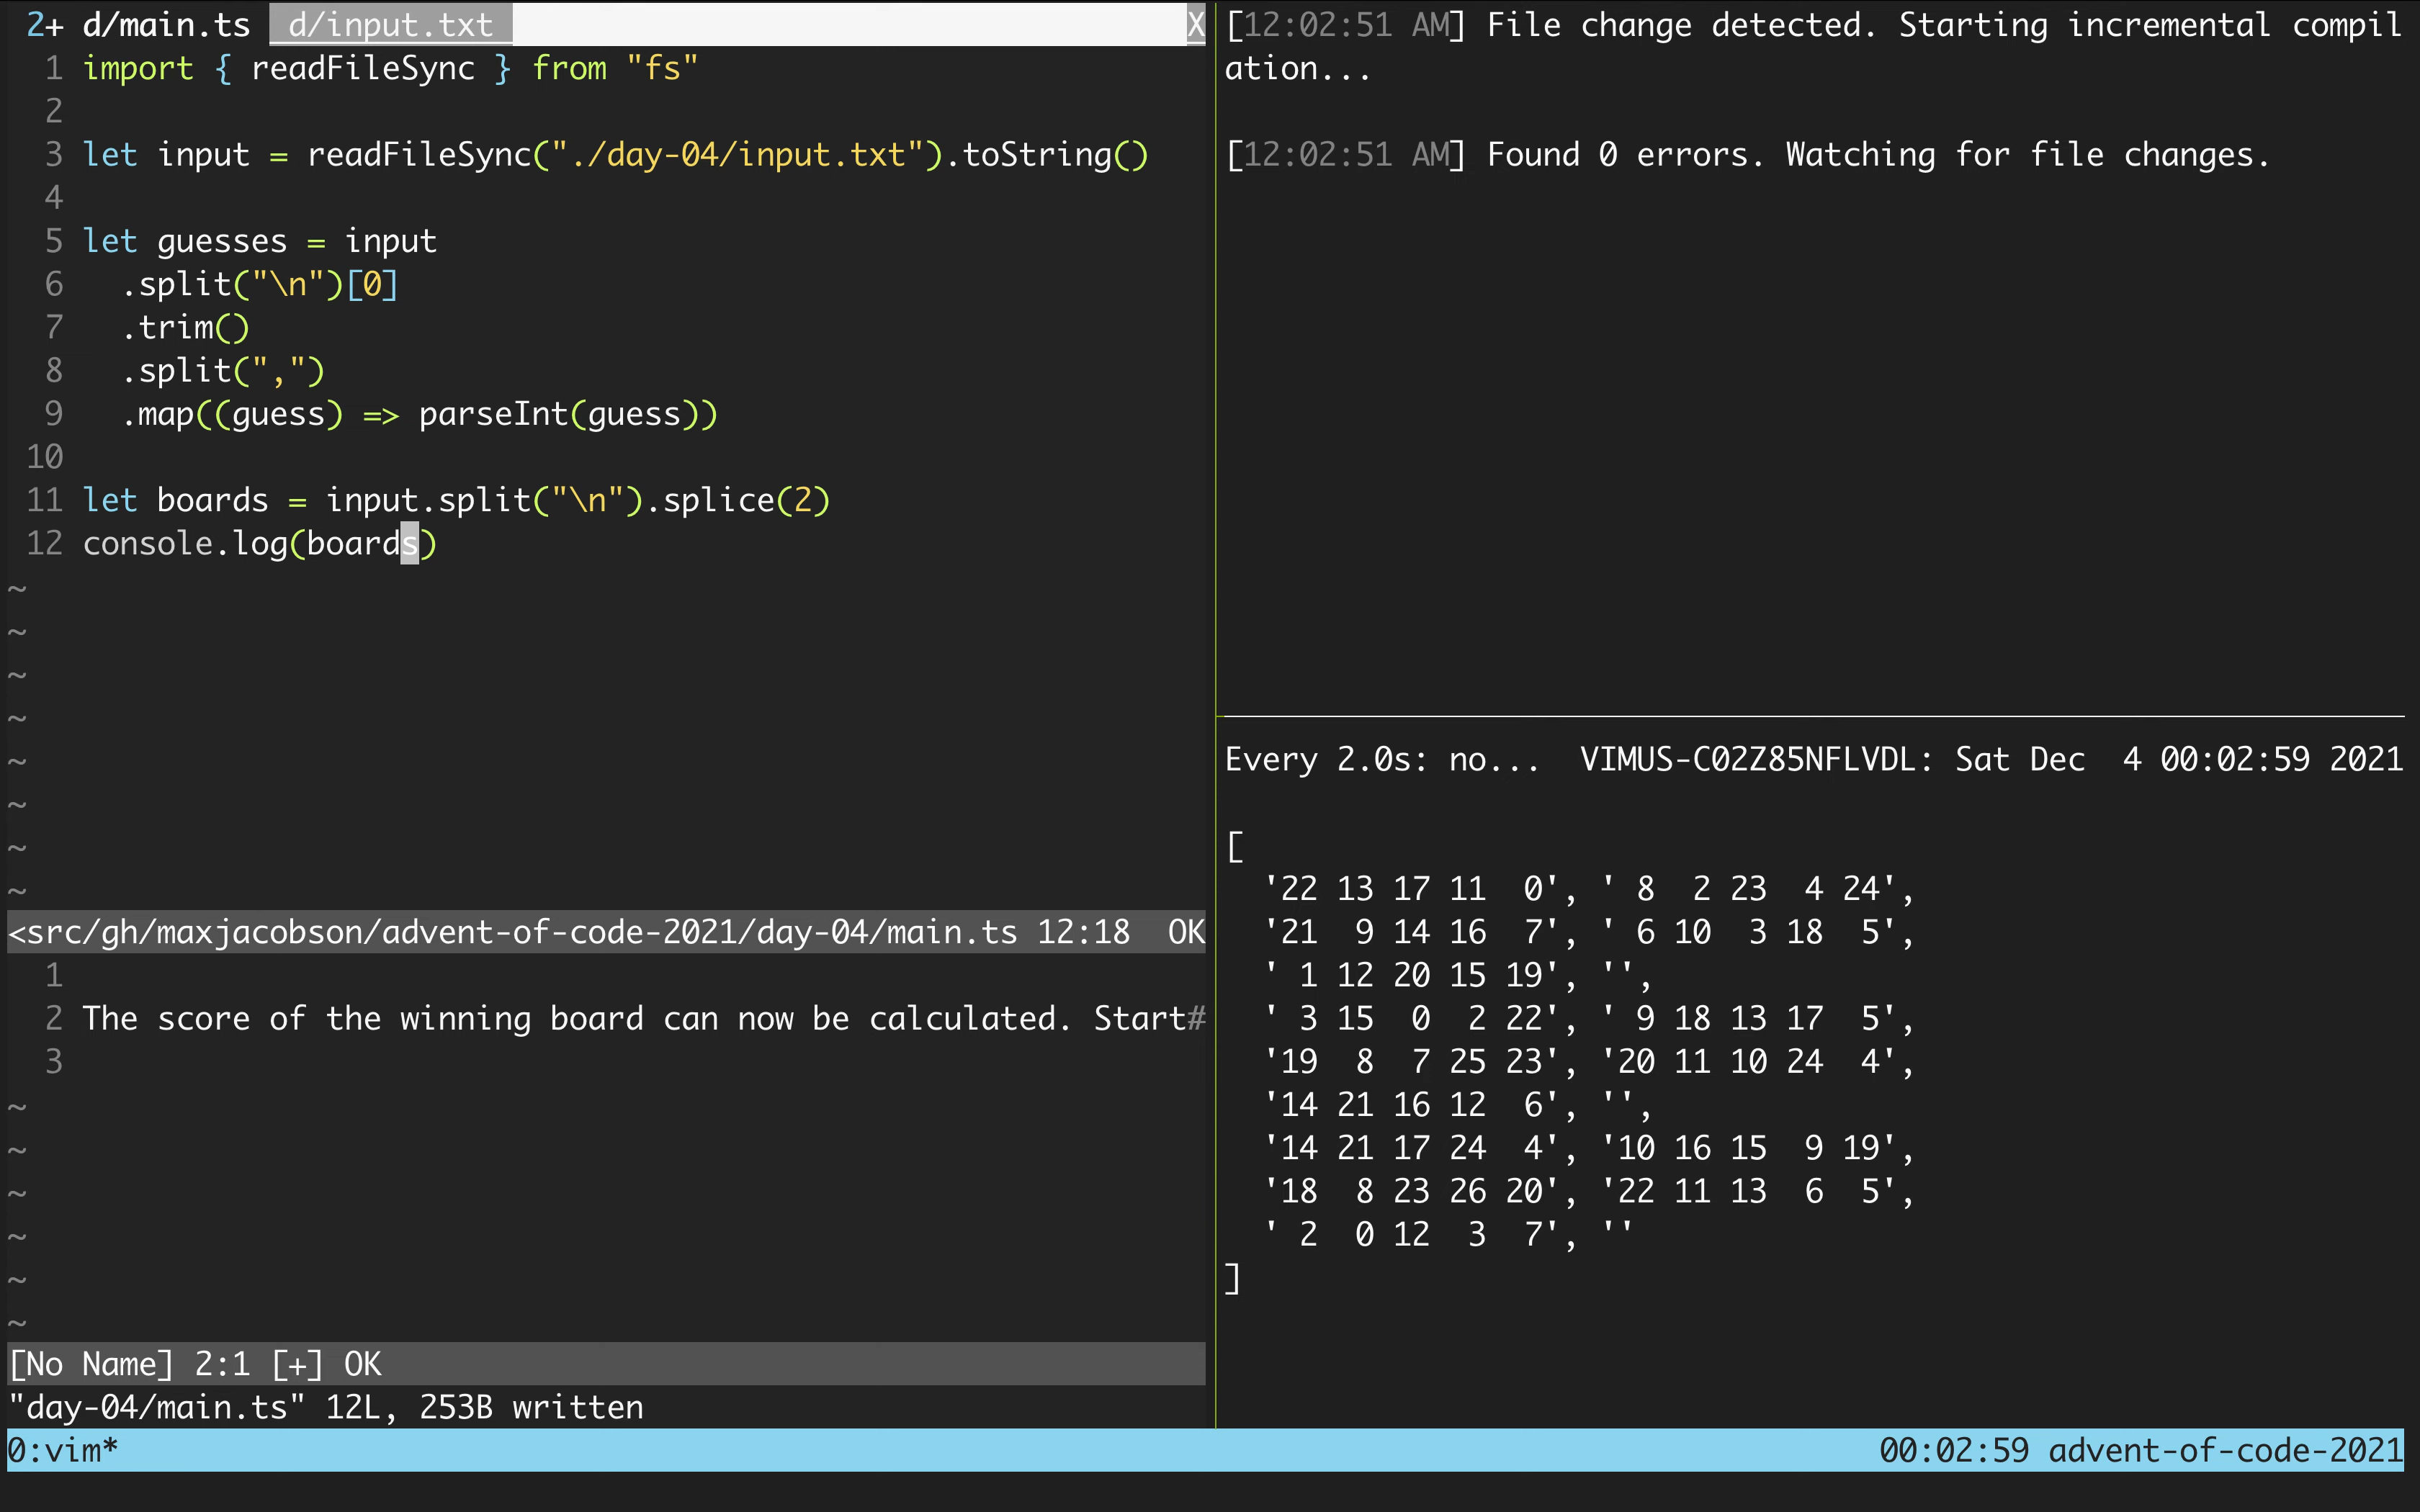 2+ d/main.ts  d/input.txt X
1 import { readFileSync } from "fs"
2
3 let input = readFileSync("./day-04/input.txt").toString()
4
5 let guesses = input
6   .split("\n")[0]
7   .trim()
8   .split(",")
9   .map((guess) => parseInt(guess))
10
11 let boards = input.split("\n").splice(2)
12 console.log(boards)
~
~
~
~
~
~
~
~
<src/gh/maxjacobson/advent-of-code-2021/day-04/main.ts 12:18  OK
1
2 The score of the winning board can now be calculated. Start#
3
~
~
~
~
~
~
[No Name] 2:1 [+] OK
"day-04/main.ts" 12L, 253B written
[12:02:51 AM] File change detected. Starting incremental compil
ation...
[12:02:51 AM] Found 0 errors. Watching for file changes.
Every 2.0s: no...  VIMUS-C02Z85NFLVDL: Sat Dec  4 00:02:59 2021
[
  '22 13 17 11  0', ' 8  2 23  4 24',
  '21  9 14 16  7', ' 6 10  3 18  5',
  ' 1 12 20 15 19', '',
  ' 3 15  0  2 22', ' 9 18 13 17  5',
  '19  8  7 25 23', '20 11 10 24  4',
  '14 21 16 12  6', '',
  '14 21 17 24  4', '10 16 15  9 19',
  '18  8 23 26 20', '22 11 13  6  5',
  ' 2  0 12  3  7', ''
]
0:vim* 00:02:59 advent-of-code-2021